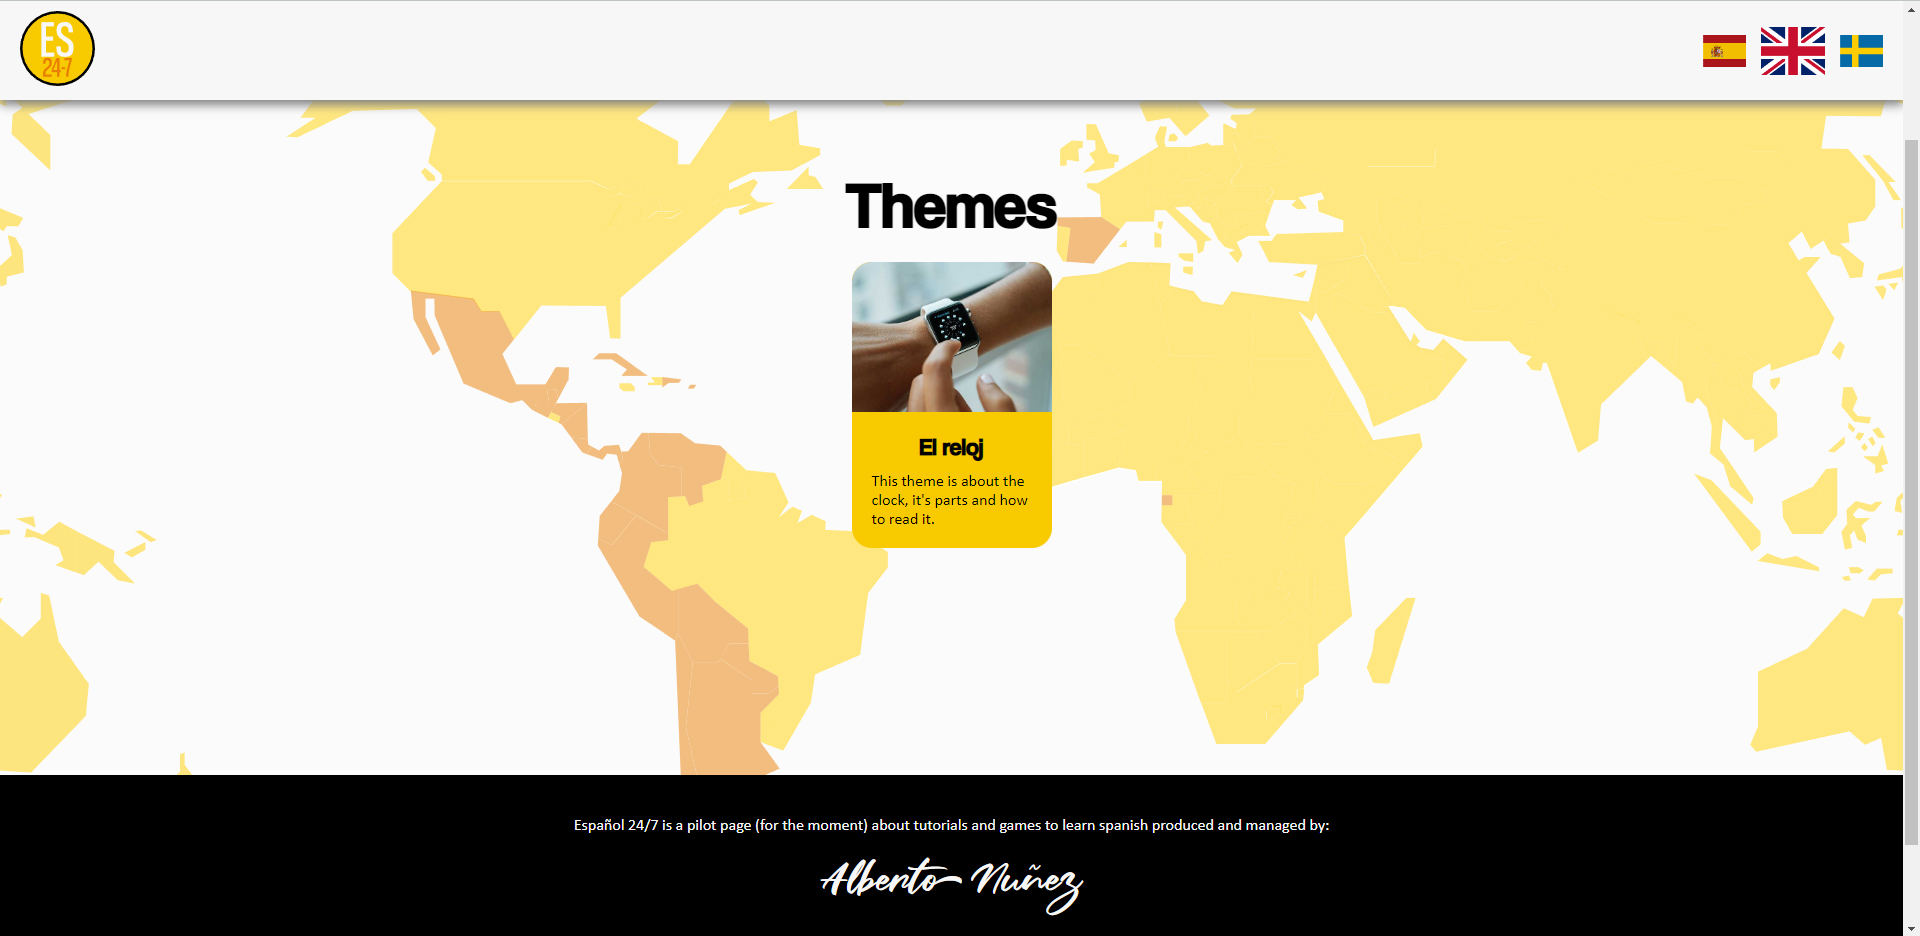 ES
24-7
Themes
El reloj
This theme is about the
clock, it's parts and how
to read it.
Español 24/7 is a pilot page (for the moment) about tutorials and games to learn spanish produced and managed by:
Alberto Nuñez